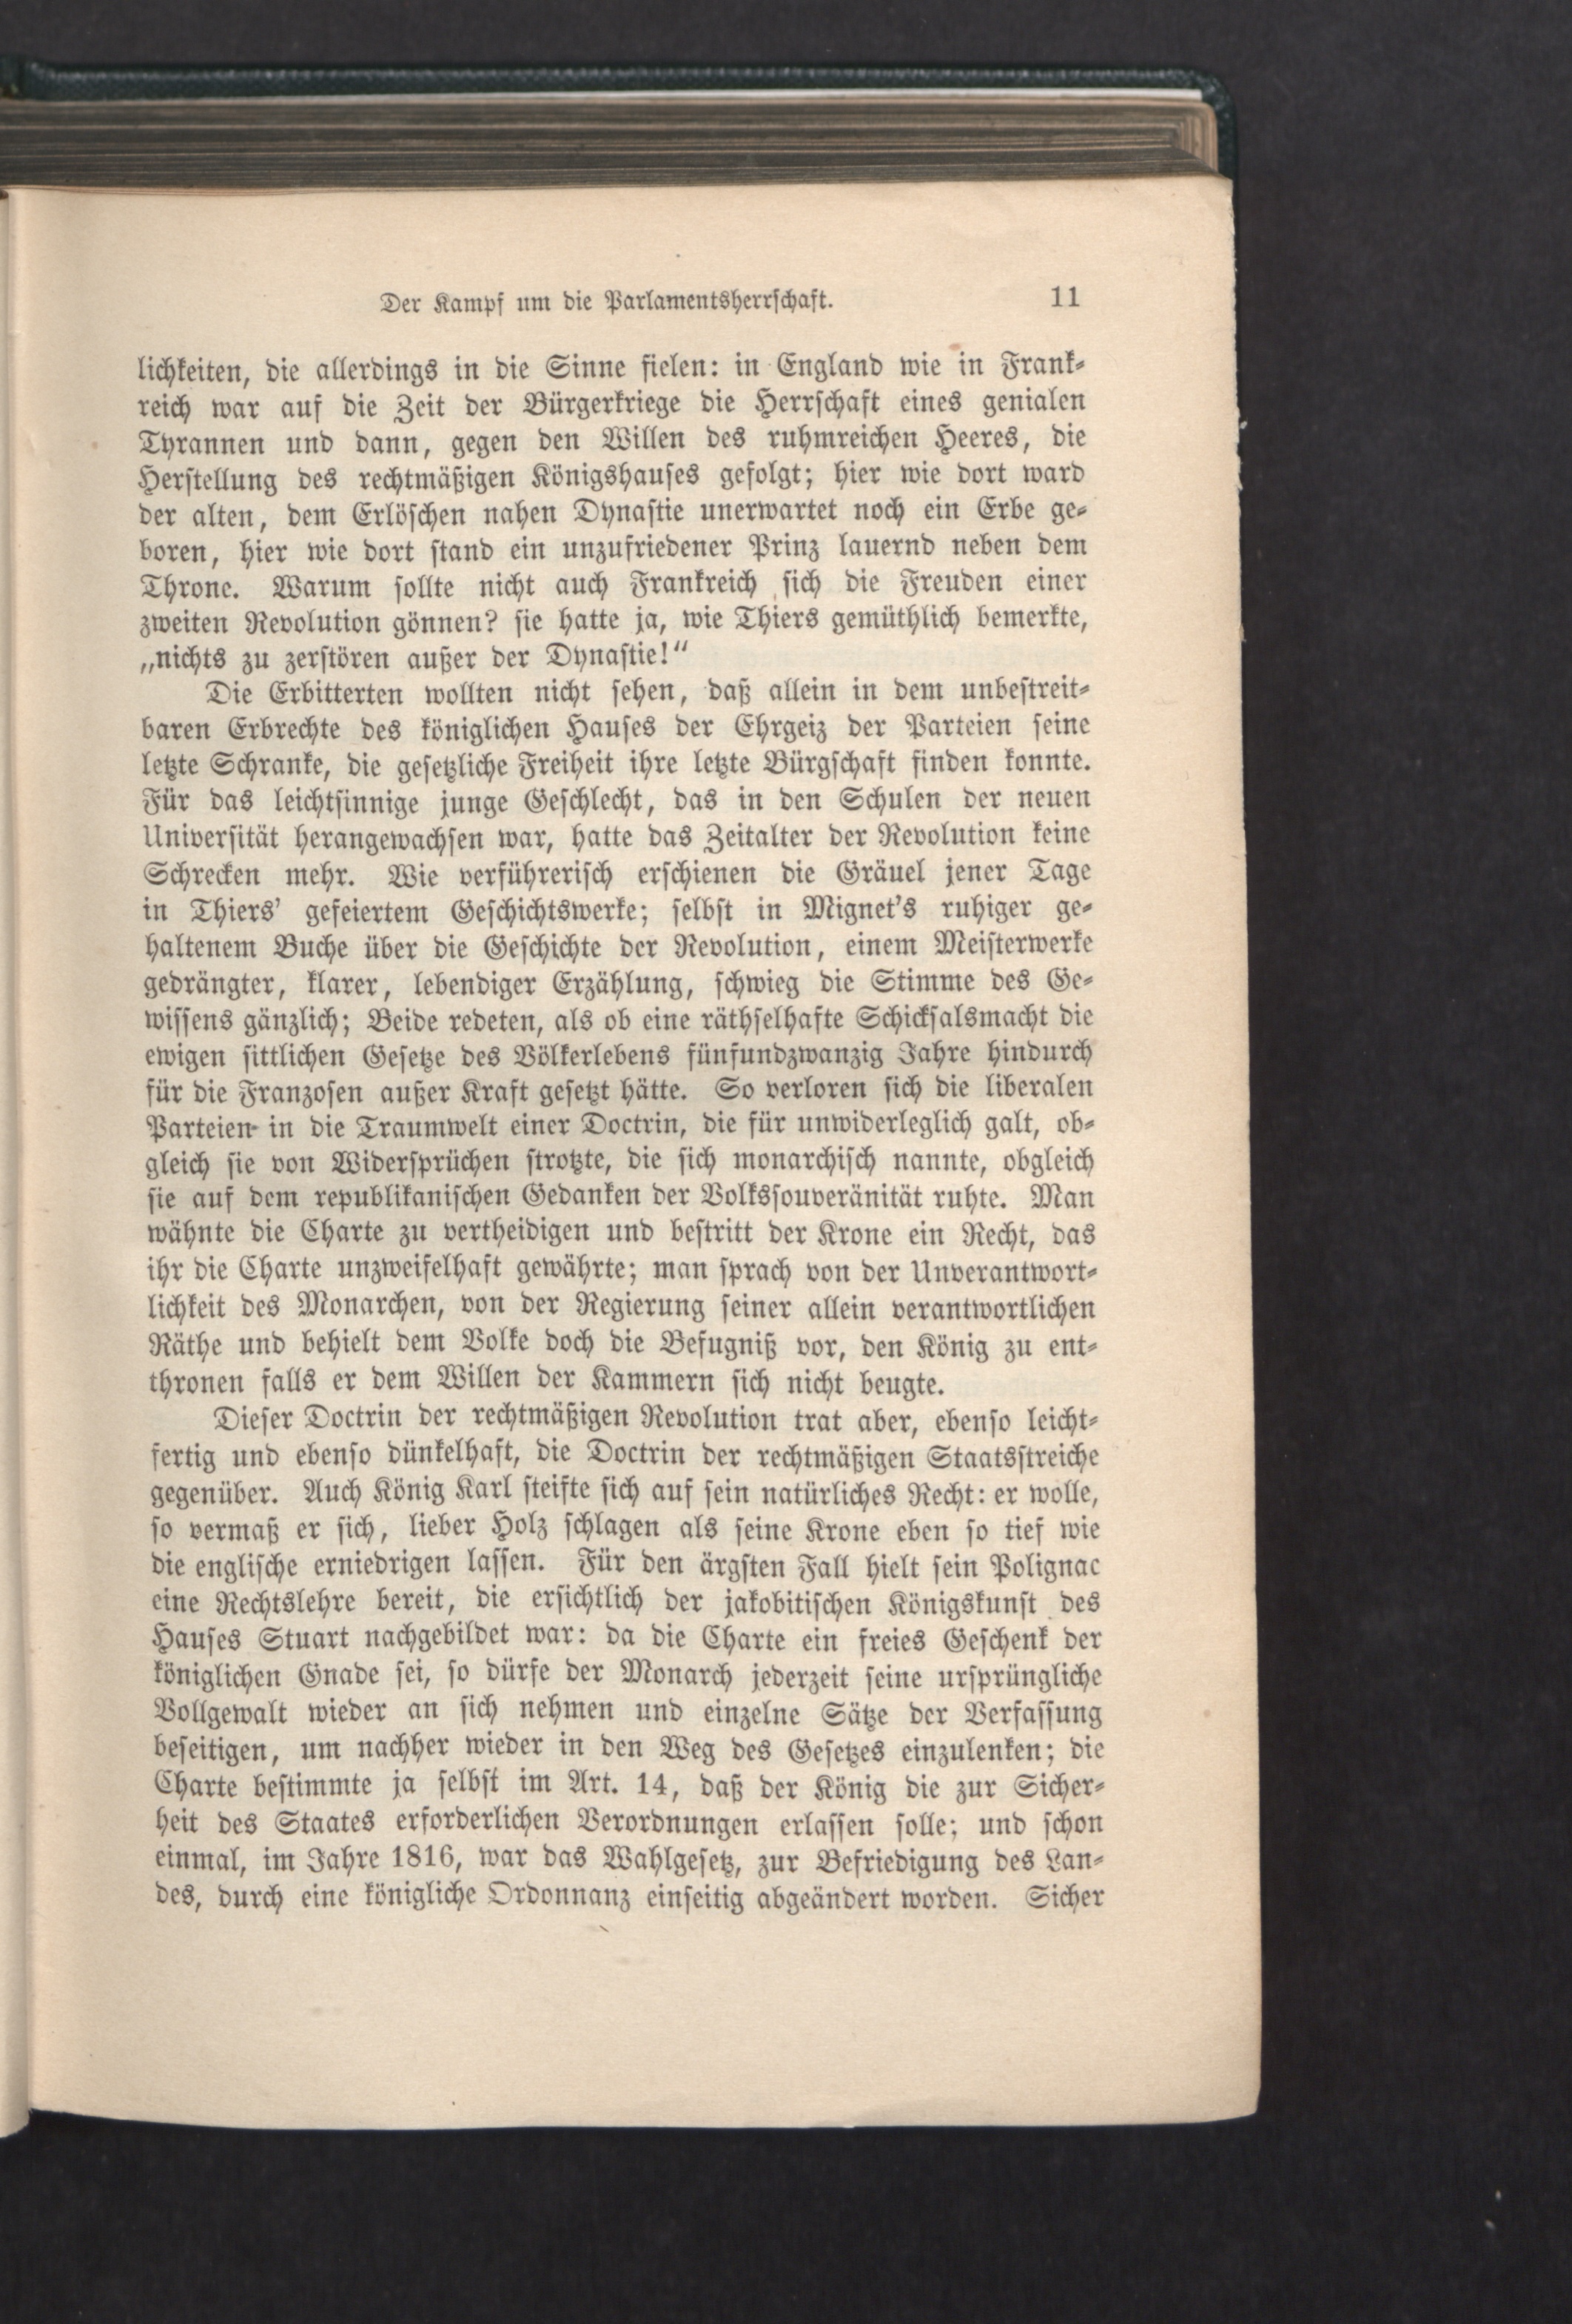 Der Kampf um die Parlamentsherrschaft. 11
lichkeiten, die allerdings in die Sinne fielen: in England wie in Frank-
reich war auf die Zeit der Bürgerkriege die Herrschaft eines genialen
Tyrannen und dann, gegen den Willen des ruhmreichen Heeres, die
Herstellung des rechtmäßigen Königshauses gefolgt; hier wie dort ward
der alten, dem Erlöschen nahen Dynastie unerwartet noch ein Erbe ge-
boren, hier wie dort stand ein unzufriedener Prinz lauernd neben dem
Throne. Warum sollte nicht auch Frankreich sich die Freuden einer
zweiten Revolution gönnen? sie hatte ja, wie Thiers gemüthlich bemerkte,
„nichts zu zerstören außer der Dynastie!“
Die Erbitterten wollten nicht sehen, daß allein in dem unbestreit-
baren Erbrechte des königlichen Hauses der Ehrgeiz der Parteien seine
letzte Schranke, die gesetzliche Freiheit ihre letzte Bürgschaft finden konnte.
Für das leichtsinnige junge Geschlecht, das in den Schulen der neuen
Universität herangewachsen war, hatte das Zeitalter der Revolution keine
Schrecken mehr. Wie verführerisch erschienen die Gräuel jener Tage
in Thiers’ gefeiertem Geschichtswerke; selbst in Mignet’s ruhiger ge-
haltenem Buche über die Geschichte der Revolution, einem Meisterwerke
gedrängter, klarer, lebendiger Erzählung, schwieg die Stimme des Ge-
wissens gänzlich; Beide redeten, als ob eine räthselhafte Schicksalsmacht die
ewigen sittlichen Gesetze des Völkerlebens fünfundzwanzig Jahre hindurch
für die Franzosen außer Kraft gesetzt hätte. So verloren sich die liberalen
Parteien in die Traumwelt einer Doctrin, die für unwiderleglich galt, ob-
gleich sie von Widersprüchen strotzte, die sich monarchisch nannte, obgleich
sie auf dem republikanischen Gedanken der Volkssouveränität ruhte. Man
wähnte die Charte zu vertheidigen und bestritt der Krone ein Recht, das
ihr die Charte unzweifelhaft gewährte; man sprach von der Unverantwort-
lichkeit des Monarchen, von der Regierung seiner allein verantwortlichen
Räthe und behielt dem Volke doch die Befugniß vor, den König zu ent-
thronen falls er dem Willen der Kammern sich nicht beugte.
Dieser Doctrin der rechtmäßigen Revolution trat aber, ebenso leicht-
fertig und ebenso dünkelhaft, die Doctrin der rechtmäßigen Staatsstreiche
gegenüber. Auch König Karl steifte sich auf sein natürliches Recht: er wolle,
so vermaß er sich, lieber Holz schlagen als seine Krone eben so tief wie
die englische erniedrigen lassen. Für den ärgsten Fall hielt sein Polignac
eine Rechtslehre bereit, die ersichtlich der jakobitischen Königskunst des
Hauses Stuart nachgebildet war: da die Charte ein freies Geschenk der
königlichen Gnade sei, so dürfe der Monarch jederzeit seine ursprüngliche
Vollgewalt wieder an sich nehmen und einzelne Sätze der Verfassung
beseitigen, um nachher wieder in den Weg des Gesetzes einzulenken; die
Charte bestimmte ja selbst im Art. 14, daß der König die zur Sicher-
heit des Staates erforderlichen Verordnungen erlassen solle; und schon
einmal, im Jahre 1816, war das Wahlgesetz, zur Befriedigung des Lan-
des, durch eine königliche Ordonnanz einseitig abgeändert worden. Sicher